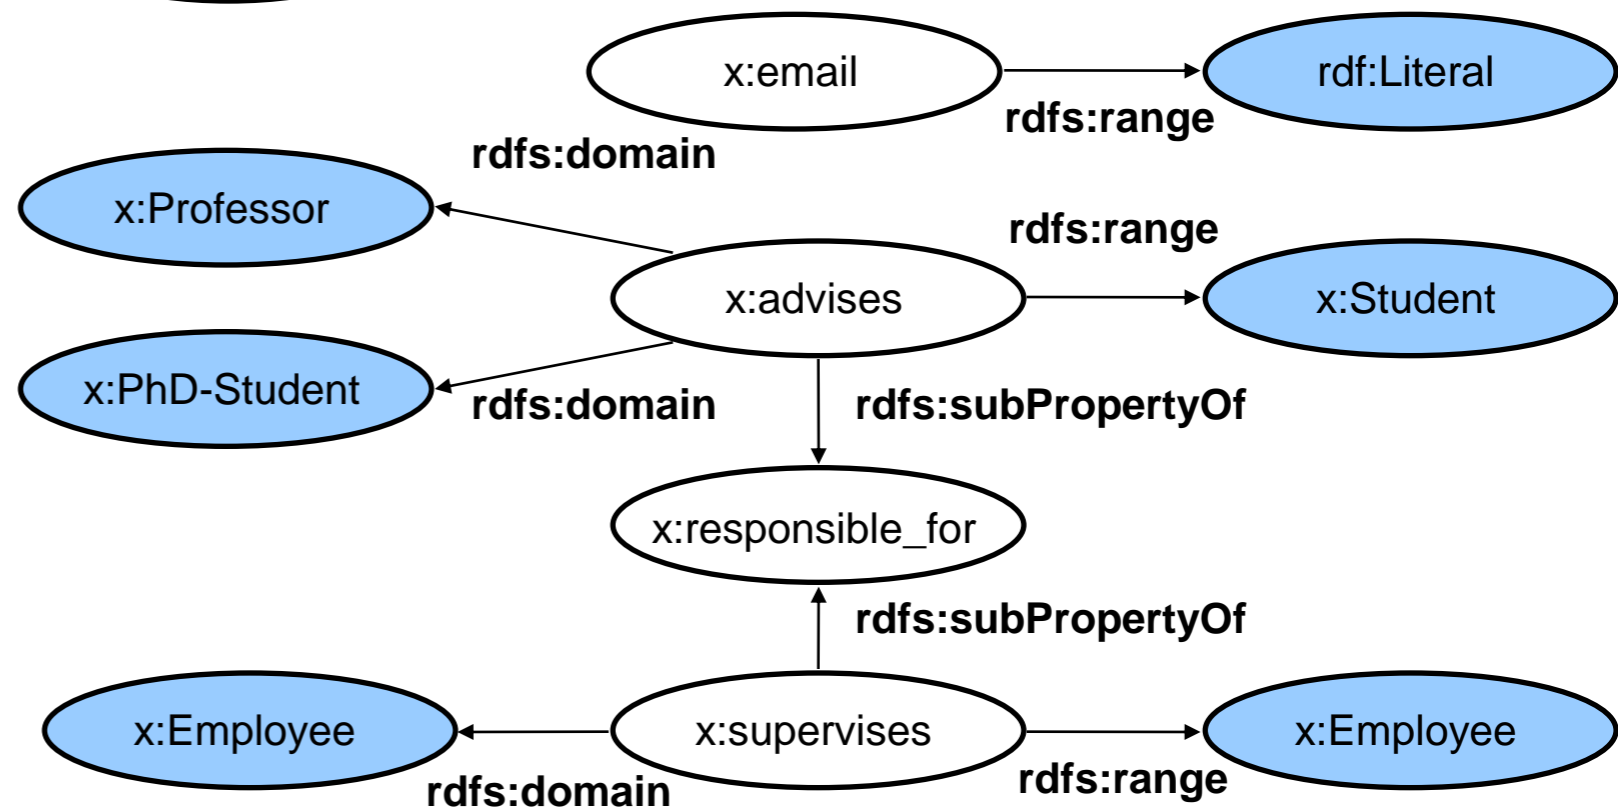 x:email
rdf:Literal
rdfs:range
rdfs:domain
x:Professor
rdfs:range
x:advises
x:Student
x:PhD-Student
rdfs:domain
rdfs:subPropertyOf
x:responsible_for
rdfs:subPropertyOf
x:Employee
x:supervises
x:Employee
rdfs:domain
rdfs:range